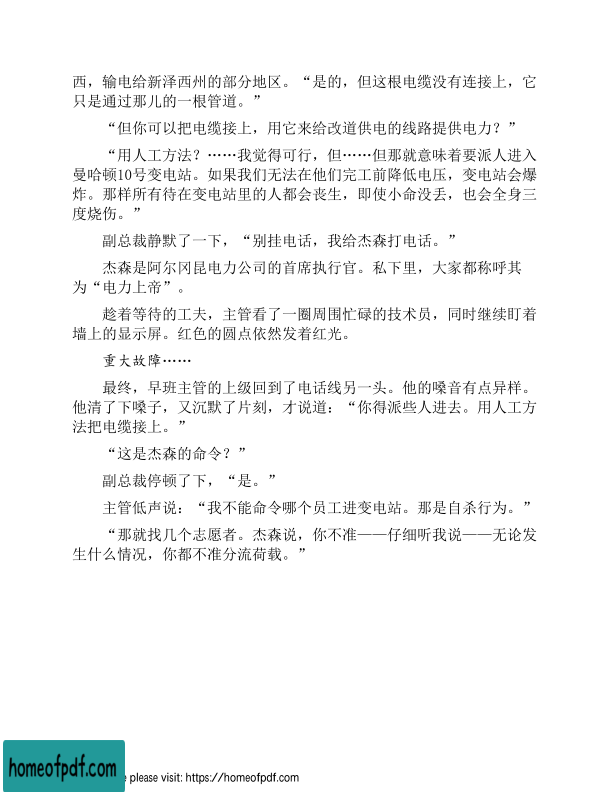 西，输电给新泽西州的部分地区。“是的，但这根电缆没有连接上，它
只是通过那儿的一根管道。”
“但你可以把电缆接上，用它来给改道供电的线路提供电力？”
“用人工方法？……我觉得可行，但……但那就意味着要派人进入
曼哈顿10号变电站。如果我们无法在他们完工前降低电压，变电站会爆
炸。那样所有待在变电站里的人都会丧生，即使小命没丢，也会全身三
度烧伤。”
副总裁静默了一下，“别挂电话，我给杰森打电话。”
杰森是阿尔冈昆电力公司的首席执行官。私下里，大家都称呼其
为“电力上帝”。
趁着等待的工夫，主管看了一圈周围忙碌的技术员，同时继续盯着
墙上的显示屏。红色的圆点依然发着红光。
重大故障……
最终，早班主管的上级回到了电话线另一头。他的嗓音有点异样。
他清了下嗓子，又沉默了片刻，才说道：“你得派些人进去。用人工方
法把电缆接上。”
“这是杰森的命令？”
副总裁停顿了下，“是。”
主管低声说：“我不能命令哪个员工进变电站。那是自杀行为。”
“那就找几个志愿者。杰森说，你不准——仔细听我说——无论发
生什么情况，你都不准分流荷载。”
homeofpdf.com
e please visit: https://homeofpdf.com